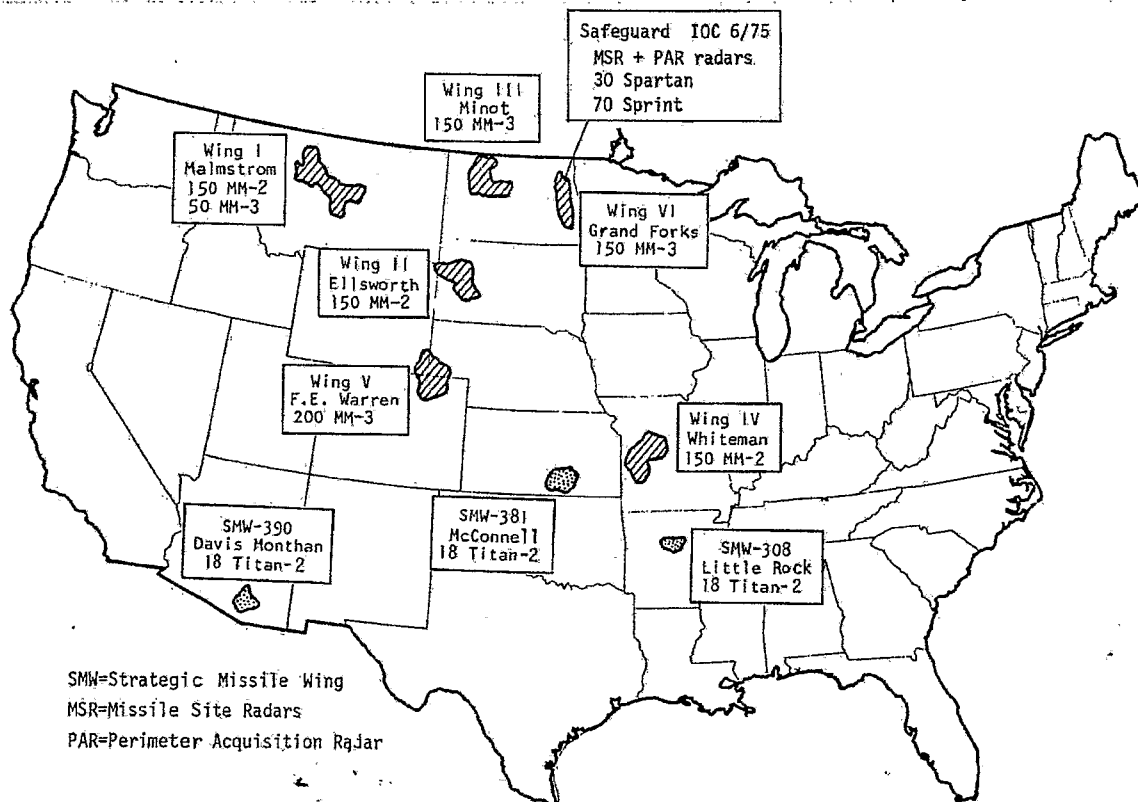 Safeguard IOC 6/75
MSR + PAR radars
30 Spartan
70 Sprint
Wing III
Minot
150 MM-3
Wing I
Malmstrom
150 MM-2
50 MM-3
Wing VI
Grand Forks
150 MM-3
Wing II
Ellsworth
150 MM-2
Wing V
F.E. Warren
200 MM-3
Wing IV
Whiteman
150 MM-2
SMW-390
Davis Monthan
18 Titan-2
SMW-381
McConnell
18 Titan-2
SMW-308
Little Rock
18 Titan-2
SMW=Strategic Missile Wing
MSR=Missile Site Radars
PAR=Perimeter Acquisition Radar